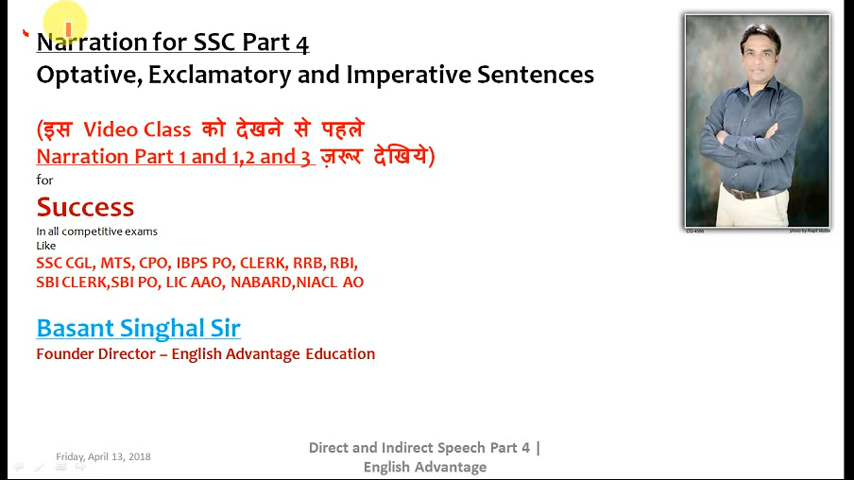 Narration for SSC Part 4
Optative, Exclamatory and Imperative Sentences
(इस Video Class को देखने से पहले
Narration Part 1 and 1,2 and 3 ज़रूर देखिये)
for
Success
In all competitive exams
Like
SSC CGL, MTS, CPO, IBPS PO, CLERK, RRB, RBI,
SBI CLERK,SBI PO, LIC AAO, NABARD,NIACL AO
Basant Singhal Sir
Founder Director – English Advantage Education
Friday, April 13, 2018
Direct and Indirect Speech Part 4 |
English Advantage